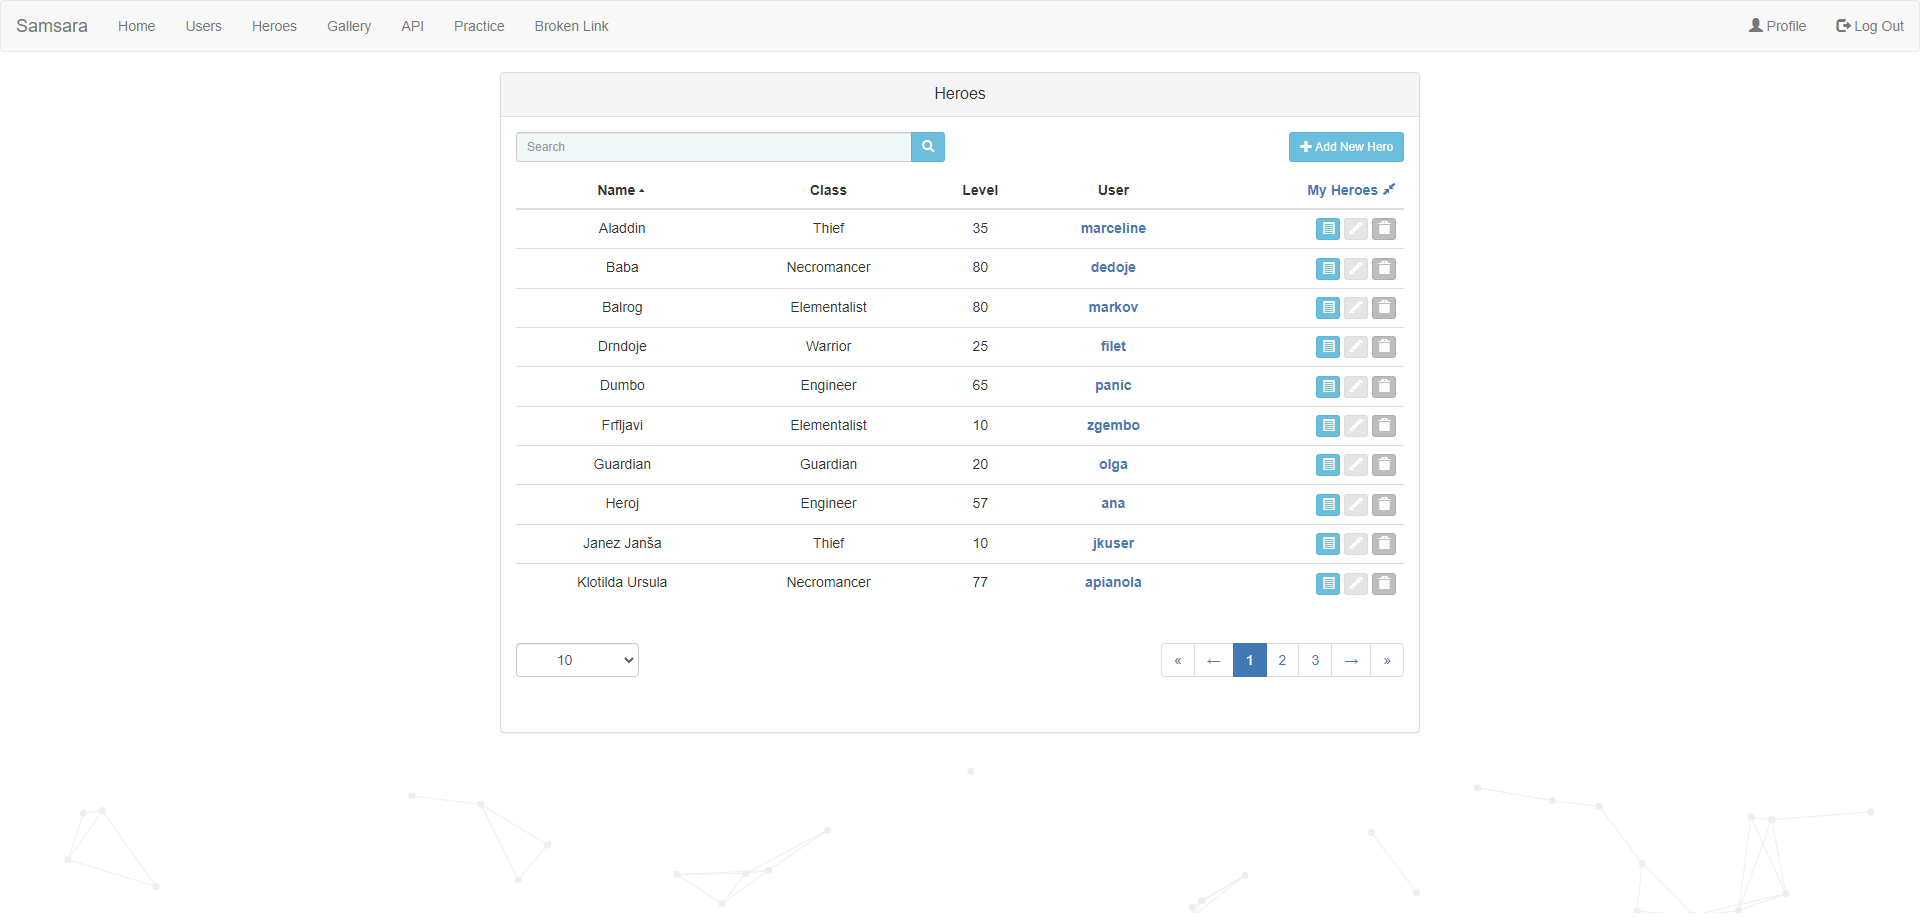 Samsara Home Users Heroes Gallery API Practice Broken Link Profile Log Out
Heroes
Search Add New Hero
Name Class Level User My Heroes
Aladdin Thief 35 marceline
Baba Necromancer 80 dedoje
Balrog Elementalist 80 markov
Drndoje Warrior 25 filet
Dumbo Engineer 65 panic
Frfljavi Elementalist 10 zgembo
Guardian Guardian 20 olga
Heroj Engineer 57 ana
Janez Janša Thief 10 jkuser
Klotilda Ursula Necromancer 77 apianola
10 « ← 1 2 3 → »